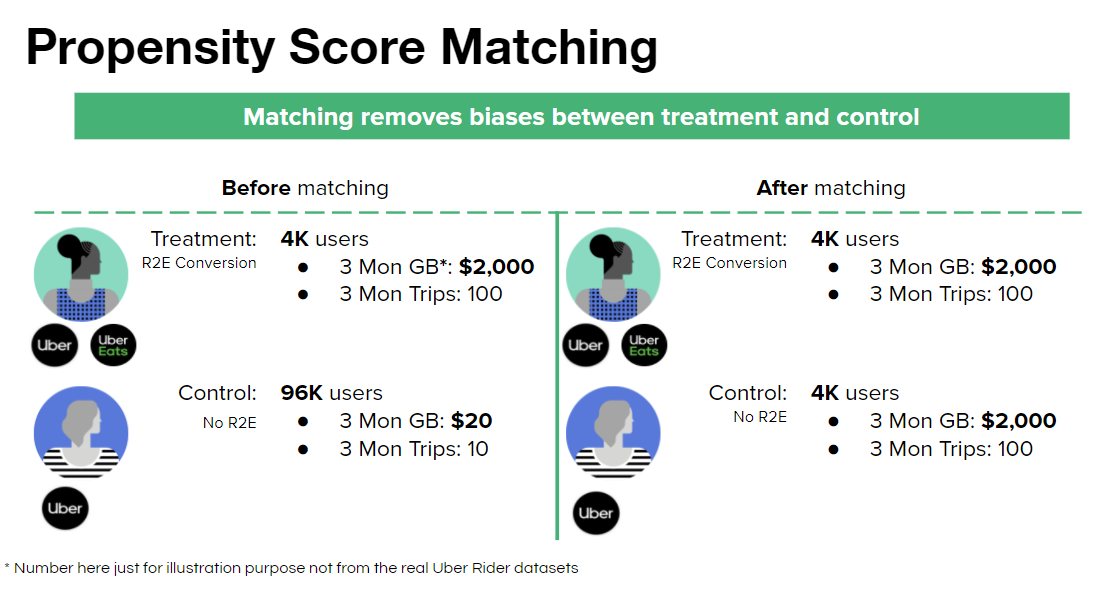 Propensity Score Matching
Matching removes biases between treatment and control
Before matching
After matching
Treatment: 4K users
R2E Conversion
● 3 Mon GB*: $2,000
● 3 Mon Trips: 100
Uber
Uber
Eats
Control: 96K users
No R2E
● 3 Mon GB: $20
● 3 Mon Trips: 10
Uber
Treatment: 4K users
R2E Conversion
● 3 Mon GB: $2,000
● 3 Mon Trips: 100
Uber
Uber
Eats
Control: 4K users
No R2E
● 3 Mon GB: $2,000
● 3 Mon Trips: 100
Uber
* Number here just for illustration purpose not from the real Uber Rider datasets